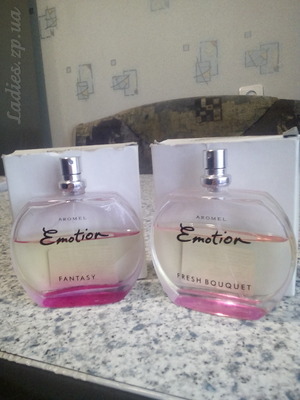 Ladies.zp.ua
AROMEL
Emotion
FANTASY
AROMEL
Emotion
FRESH BOUQUET